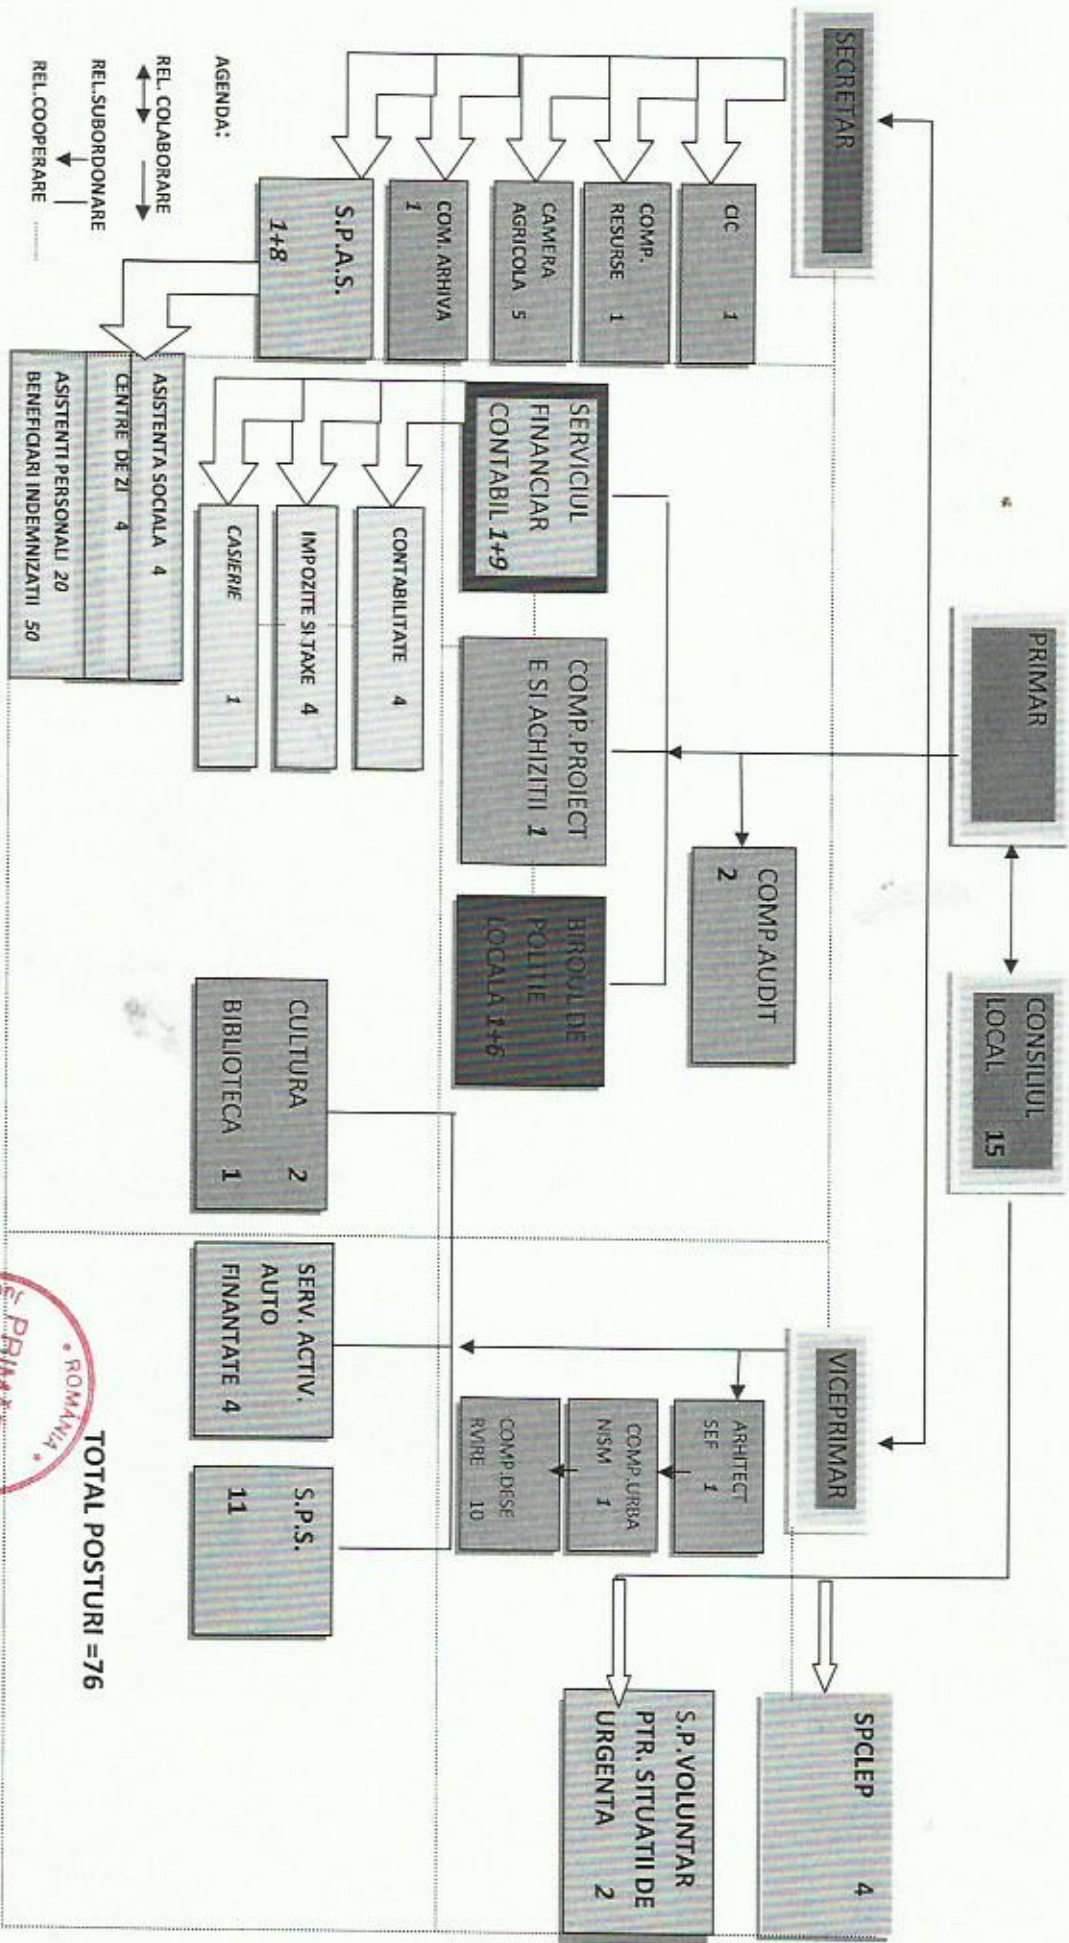 PRIMAR
CONSILIUL
LOCAL 15
SECRETAR
VICEPRIMAR
SPCLEP 4
S.P.VOLUNTAR
PTR. SITUATII DE
URGENTA 2
CIC 1
COMP.
RESURSE 1
CAMERA
AGRICOLA 5
COM. ARHIVA
1
S.P.A.S.
1+8
COMP.AUDIT
2
ARHITECT
SEF 1
COMP.URBA
NISM 1
COMP.DESE
RVIRE 10
SERVICIUL
FINANCIAR
CONTABIL 1+9
COMP.PROIECT
E SI ACHIZITII 1
BIROUL DE
POLITIE
LOCALA 1+6
CONTABILITATE 4
IMPOZITE SI TAXE 4
CASIERIE 1
CULTURA 2
BIBLIOTECA 1
SERV. ACTIV.
AUTO
FINANTATE 4
S.P.S.
11
ASISTENTA SOCIALA 4
CENTRE DE ZI 4
ASISTENTI PERSONALI 20
BENEFICIARI INDEMNIZATII 50
AGENDA:
REL. COLABORARE
REL.SUBORDONARE
REL.COOPERARE ........
TOTAL POSTURI =76
ROMÂNIA